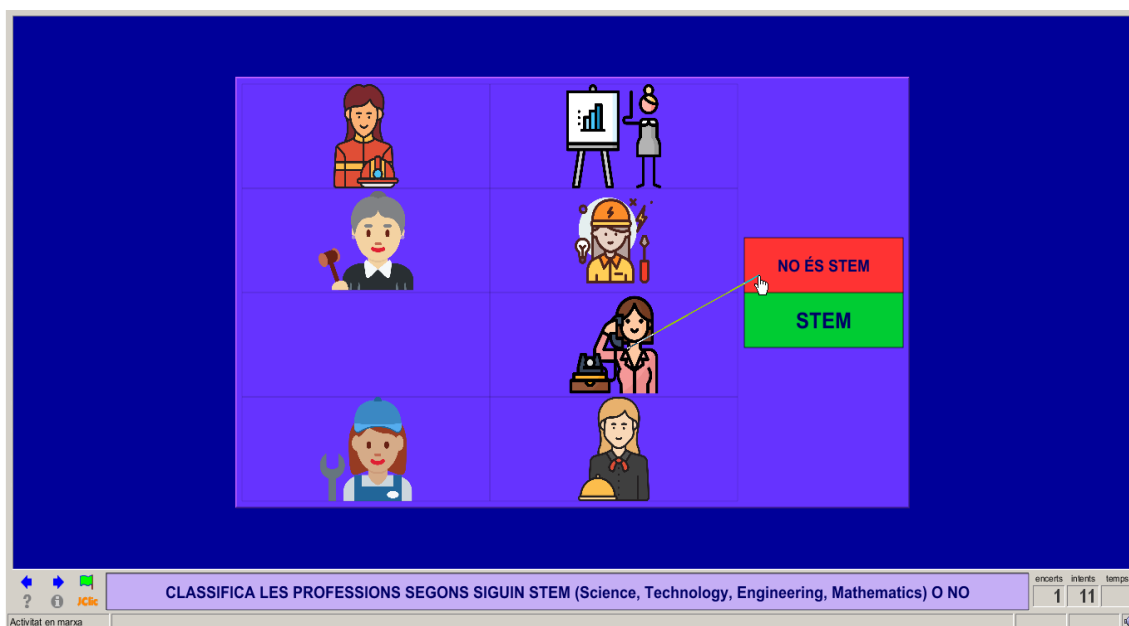 NO ÉS STEM
STEM
CLASSIFICA LES PROFESSIONS SEGONS SIGUIN STEM (Science, Technology, Engineering, Mathematics) O NO
encerts intents temps
1 11
? i JClic
Activitat en marxa